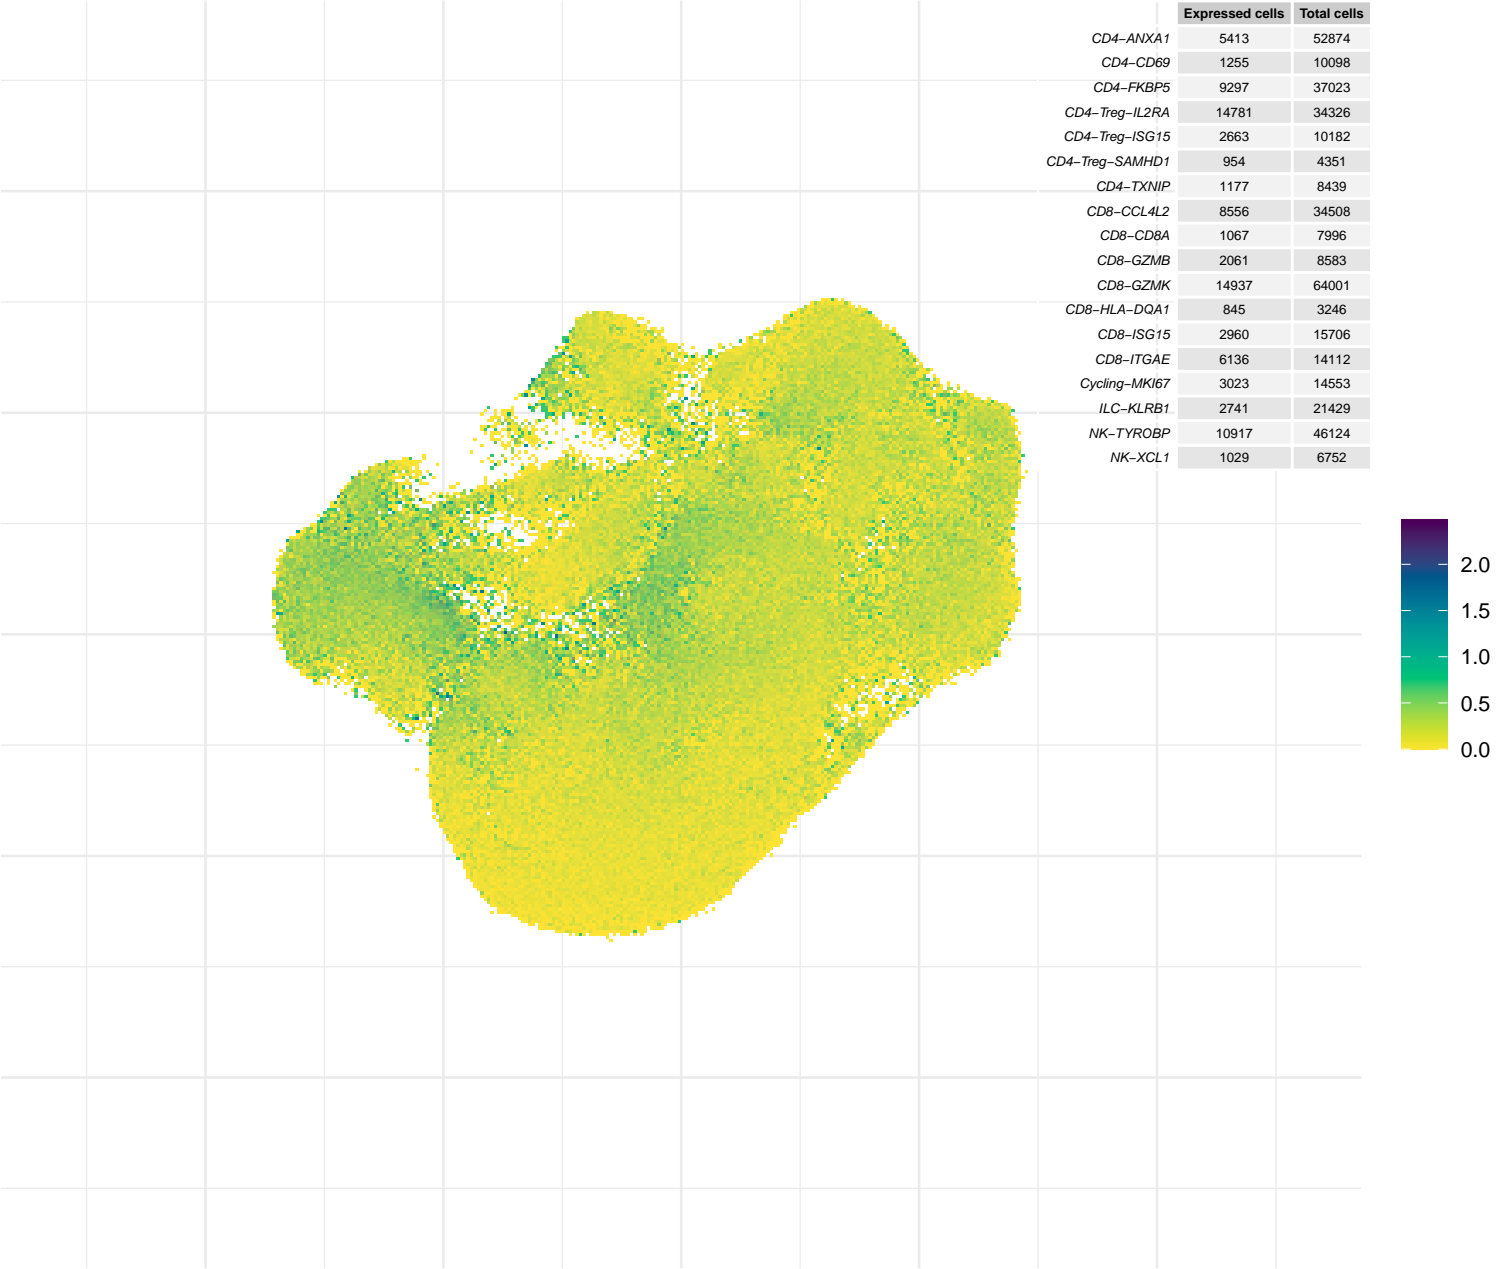 Expressed cells Total cells
CD4−ANXA1 5413 52874
CD4−CD69 1255 10098
CD4−FKBP5 9297 37023
CD4−Treg−IL2RA 14781 34326
CD4−Treg−ISG15 2663 10182
CD4−Treg−SAMHD1 954 4351
CD4−TXNIP 1177 8439
CD8−CCL4L2 8556 34508
CD8−CD8A 1067 7996
CD8−GZMB 2061 8583
CD8−GZMK 14937 64001
CD8−HLA−DQA1 845 3246
CD8−ISG15 2960 15706
CD8−ITGAE 6136 14112
Cycling−MKI67 3023 14553
ILC−KLRB1 2741 21429
NK−TYROBP 10917 46124
NK−XCL1 1029 6752
2.0
1.5
1.0
0.5
0.0